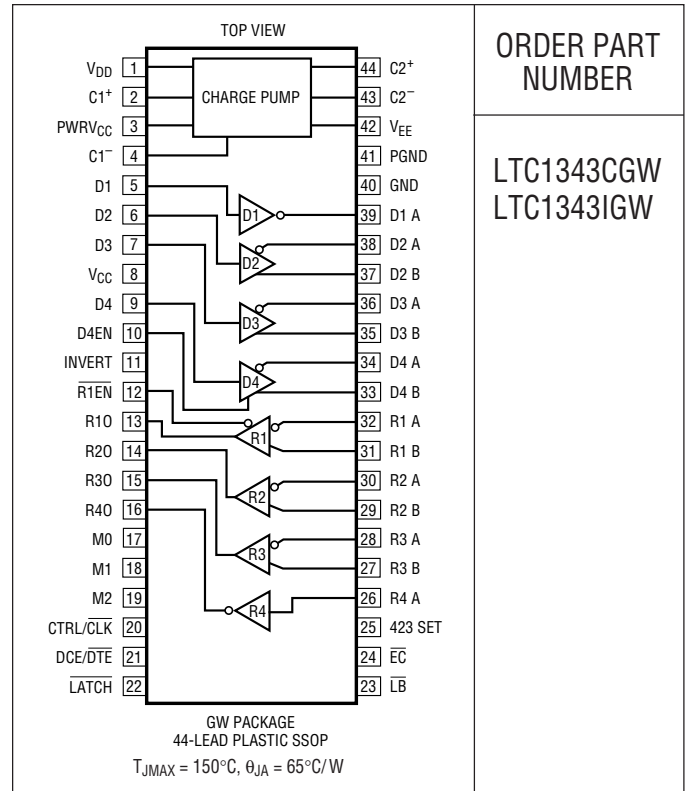 TOP VIEW
V_DD 1
C1⁺ 2
PWRV_CC 3
C1⁻ 4
D1 5
D2 6
D3 7
V_CC 8
D4 9
D4EN 10
INVERT 11
R1EN 12
R1O 13
R2O 14
R3O 15
R4O 16
M0 17
M1 18
M2 19
CTRL/CLK 20
DCE/DTE 21
LATCH 22
CHARGE PUMP
D1
D2
D3
D4
R1
R2
R3
R4
44 C2⁺
43 C2⁻
42 V_EE
41 PGND
40 GND
39 D1 A
38 D2 A
37 D2 B
36 D3 A
35 D3 B
34 D4 A
33 D4 B
32 R1 A
31 R1 B
30 R2 A
29 R2 B
28 R3 A
27 R3 B
26 R4 A
25 423 SET
24 EC
23 LB
GW PACKAGE
44-LEAD PLASTIC SSOP
T_JMAX = 150°C, θ_JA = 65°C/W
ORDER PART
NUMBER
LTC1343CGW
LTC1343IGW